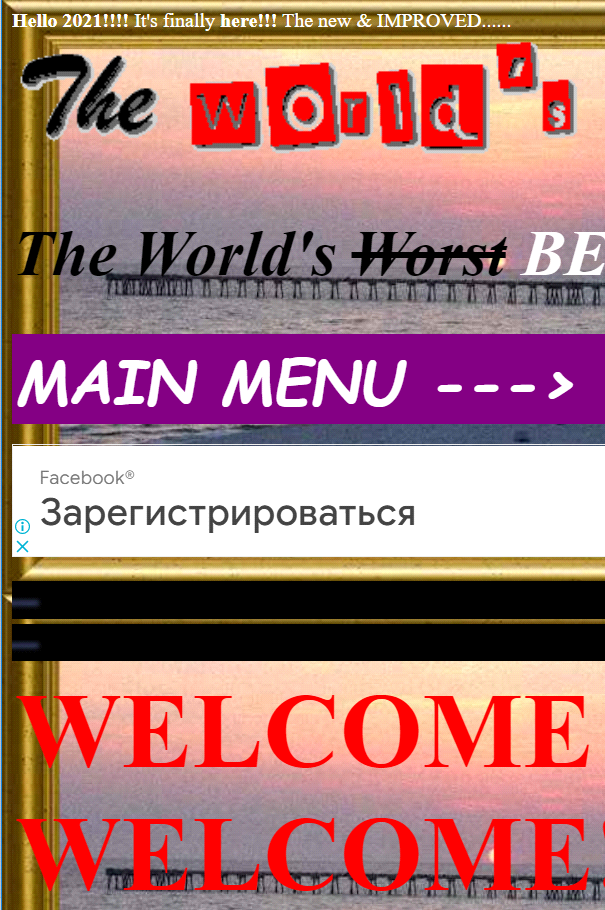 Hello 2021!!!! It's finally here!!! The new & IMPROVED......
The World's
The World's Worst BE
MAIN MENU --->
Facebook®
Зарегистрироваться
WELCOME
WELCOME